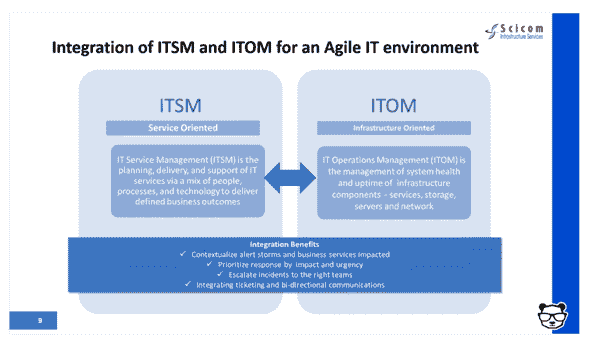 Scicom
Infrastructure Services
Integration of ITSM and ITOM for an Agile IT environment
ITSM
Service Oriented
IT Service Management (ITSM) is the
planning, delivery, and support of IT
services via a mix of people,
processes, and technology to deliver
defined business outcomes
ITOM
Infrastructure Oriented
IT Operations Management (ITOM) is
the management of system health
and uptime of infrastructure
components - services, storage,
servers and network
Integration Benefits
✓ Contextualize alert storms and business services impacted
✓ Prioritize response by impact and urgency
✓ Escalate incidents to the right teams
✓ Integrating ticketing and bi-directional communications
9